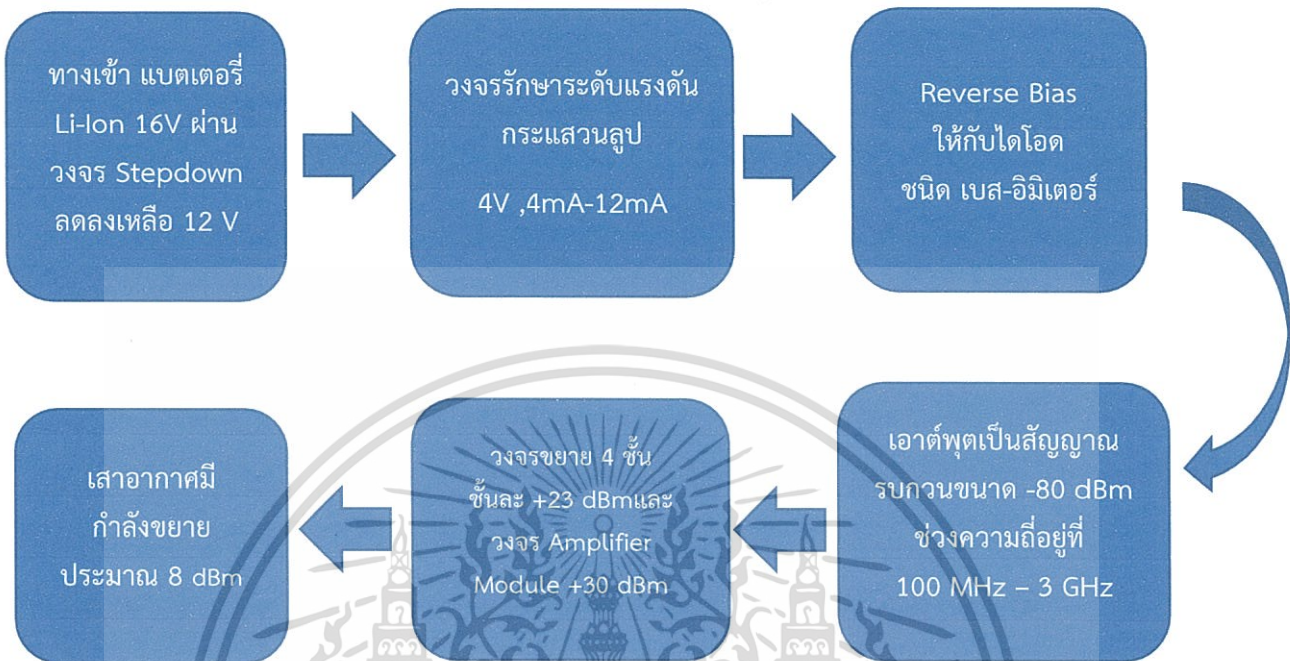 ทางเข้า แบตเตอรี่
Li-Ion 16V ผ่าน
วงจร Stepdown
ลดลงเหลือ 12 V
วงจรรักษาระดับแรงดัน
กระแสวนลูป
4V ,4mA-12mA
Reverse Bias
ให้กับไดโอด
ชนิด เบส-อิมิเตอร์
เอาต์พุตเป็นสัญญาณ
รบกวนขนาด -80 dBm
ช่วงความถี่อยู่ที่
100 MHz – 3 GHz
วงจรขยาย 4 ชั้น
ชั้นละ +23 dBmและ
วงจร Amplifier
Module +30 dBm
เสาอากาศมี
กำลังขยาย
ประมาณ 8 dBm